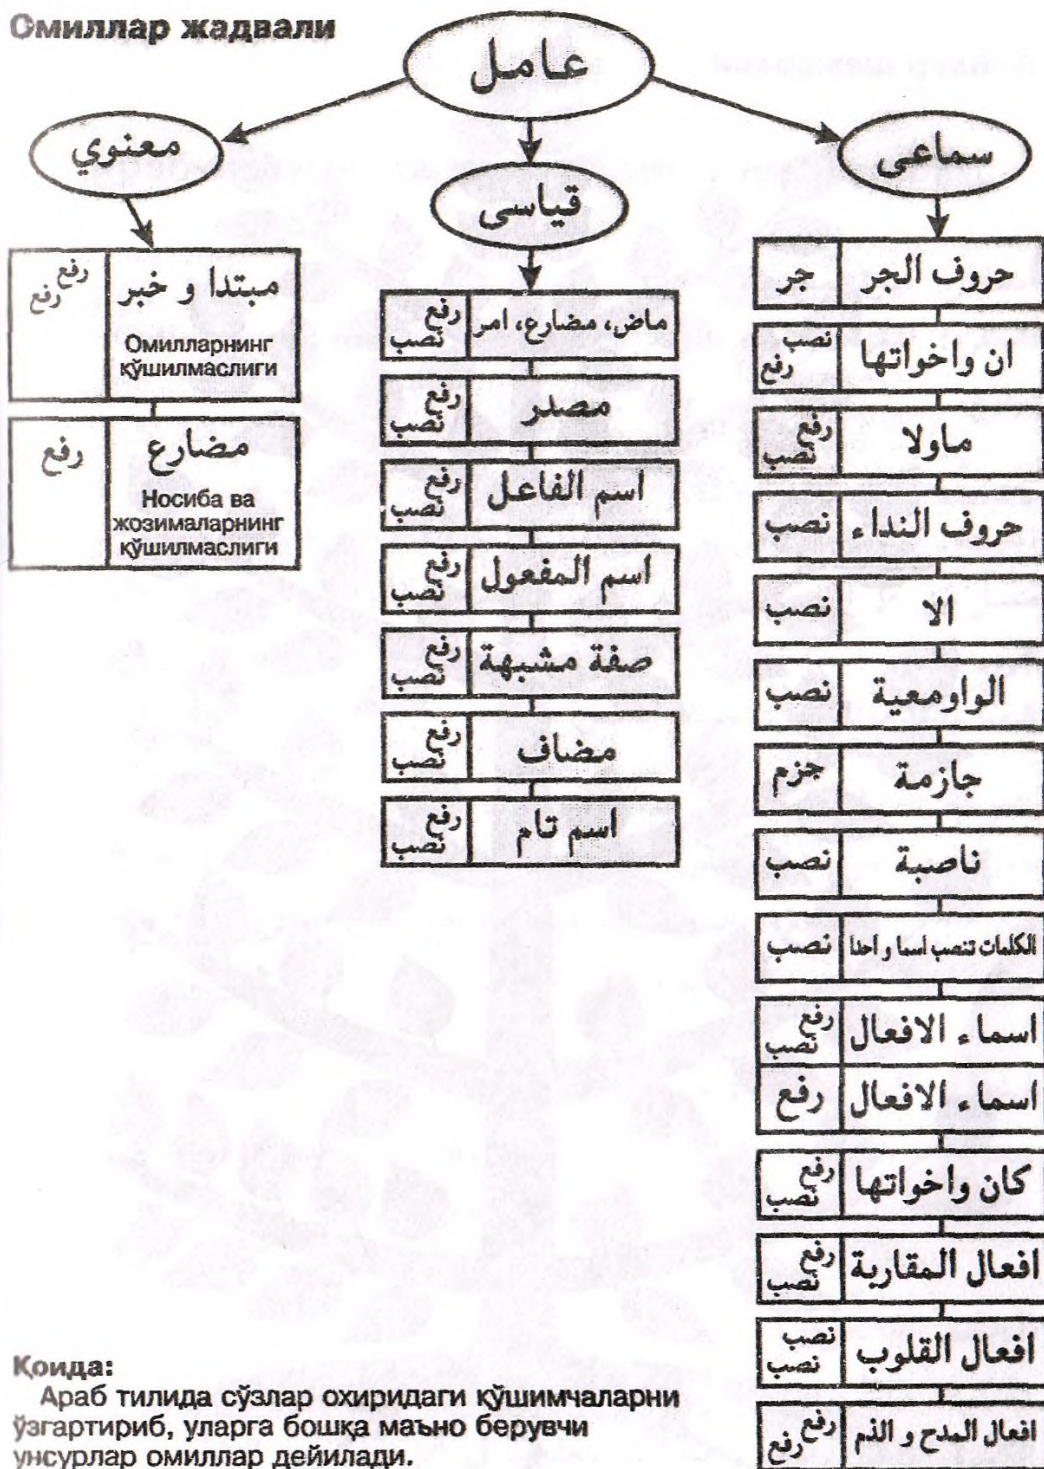 Омиллар жадвали
عامل
سماعى
قياسى
معنوي
حروف الجر
جر
ان واخواتها
نصب
رفع
ماولا
رفع
نصب
حروف النداء
نصب
الا
نصب
الواومعية
نصب
جازمة
جزم
ناصبة
نصب
الكلمات تنصب اسما و احدا
نصب
اسماء الافعال
رفع
نصب
اسماء الافعال
رفع
كان واخواتها
رفع
نصب
افعال المقاربة
رفع
نصب
افعال القلوب
نصب
نصب
افعال المدح و الذم
رفع
رفع
ماض، مضارع، امر
رفع
نصب
مصدر
رفع
نصب
اسم الفاعل
رفع
نصب
اسم المفعول
رفع
نصب
صفة مشبهة
رفع
نصب
مضاف
رفع
نصب
اسم تام
رفع
نصب
مبتدا و خبر
رفع
رفع
Омилларнинг
қўшилмаслиги
مضارع
رفع
Носиба ва
жозималарнинг
қўшилмаслиги
Қоида:
Араб тилида сўзлар охиридаги қўшимчаларни
ўзгартириб, уларга бошқа маъно берувчи
унсурлар омиллар дейилади.